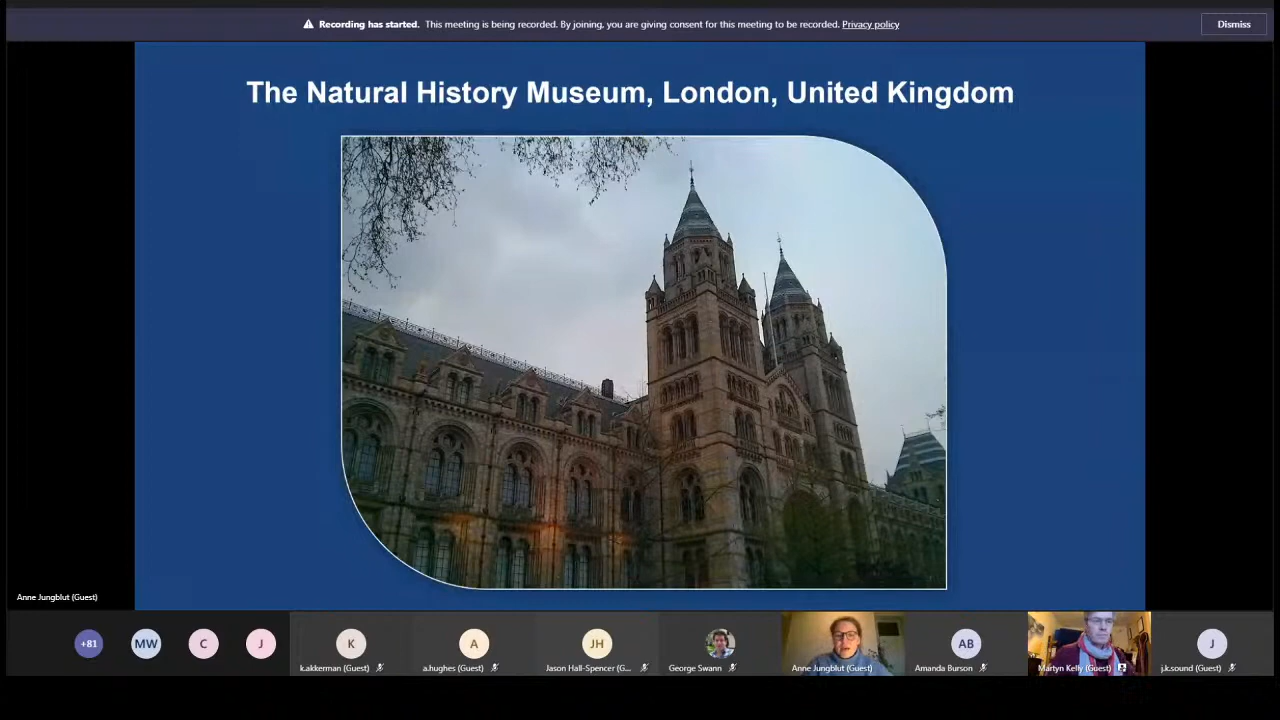 Recording has started. This meeting is being recorded. By joining, you are giving consent for this meeting to be recorded. Privacy policy
Dismiss
The Natural History Museum, London, United Kingdom
Anne Jungblut (Guest)
+81
MW
C
J
K
A
JH
AB
J
k.akkerman (Guest)
a.hughes (Guest)
Jason Hall-Spencer (G...
George Swann
Anne Jungblut (Guest)
Amanda Burson
Martyn Kelly (Guest)
j.k.sound (Guest)